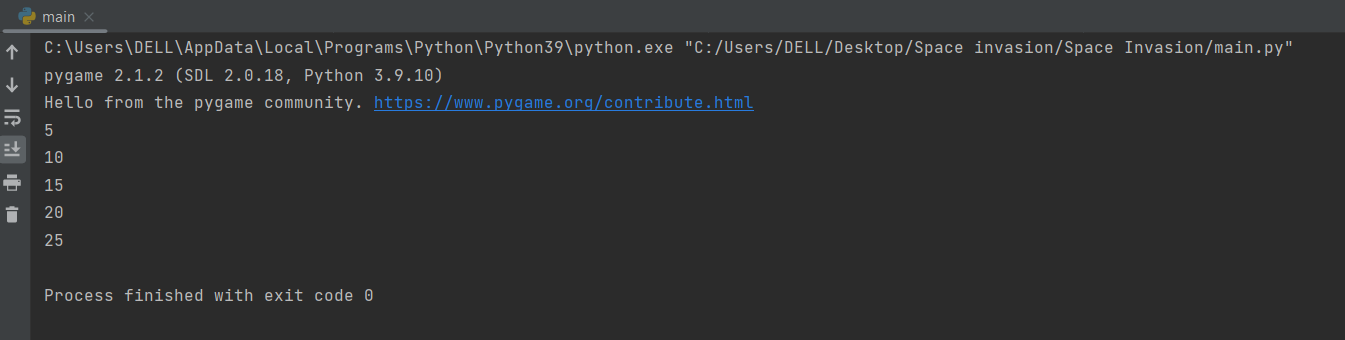 main
C:\Users\DELL\AppData\Local\Programs\Python\Python39\python.exe "C:/Users/DELL/Desktop/Space invasion/Space Invasion/main.py"
pygame 2.1.2 (SDL 2.0.18, Python 3.9.10)
Hello from the pygame community. https://www.pygame.org/contribute.html
5
10
15
20
25
Process finished with exit code 0